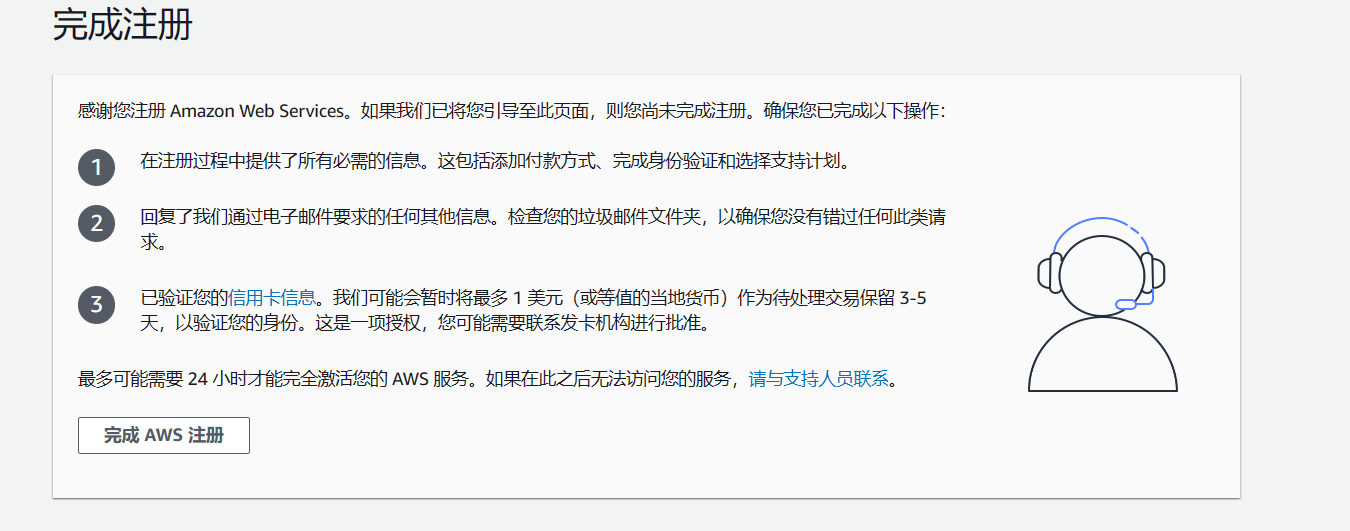 完成注册
感谢您注册 Amazon Web Services。如果我们已将您引导至此页面，则您尚未完成注册。确保您已完成以下操作：
1 在注册过程中提供了所有必需的信息。这包括添加付款方式、完成身份验证和选择支持计划。
2 回复了我们通过电子邮件要求的任何其他信息。检查您的垃圾邮件文件夹，以确保您没有错过任何此类请
求。
3 已验证您的信用卡信息。我们可能会暂时将最多 1 美元（或等值的当地货币）作为待处理交易保留 3-5
天，以验证您的身份。这是一项授权，您可能需要联系发卡机构进行批准。
最多可能需要 24 小时才能完全激活您的 AWS 服务。如果在此之后无法访问您的服务，请与支持人员联系。
完成 AWS 注册